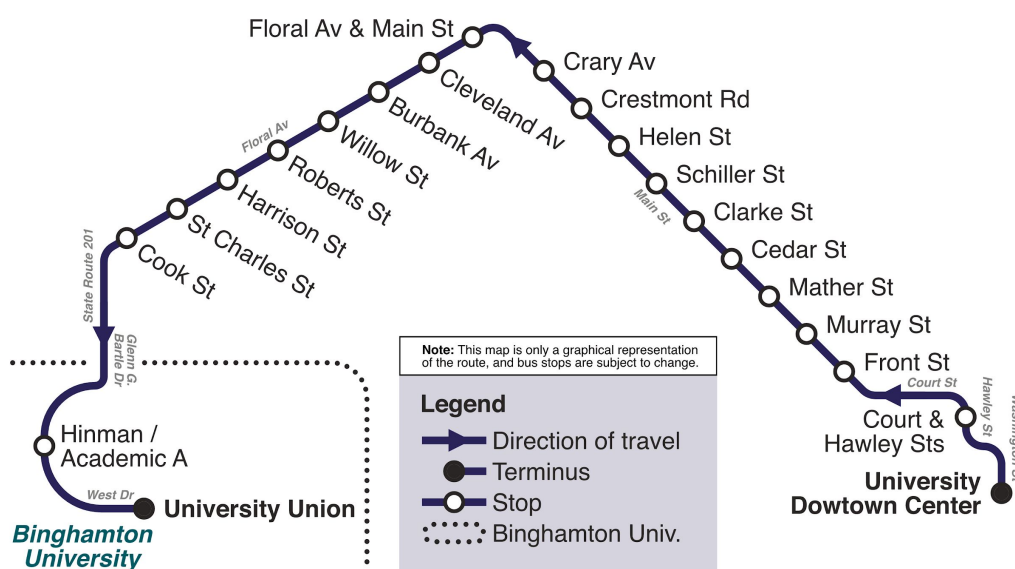 Floral Av & Main St
Crary Av
Cleveland Av
Crestmont Rd
Burbank Av
Helen St
Floral Av
Willow St
Schiller St
Roberts St
Main St
Clarke St
Harrison St
Cedar St
St Charles St
Mather St
Cook St
State Route 201
Murray St
Glenn G.
Bartle Dr
Note: This map is only a graphical representation
of the route, and bus stops are subject to change.
Front St
Court St
Hawley St
Legend
Court &
Hawley Sts
Direction of travel
Hinman /
Academic A
Terminus
University
Dowtown Center
West Dr
University Union
Stop
Binghamton
University
Binghamton Univ.